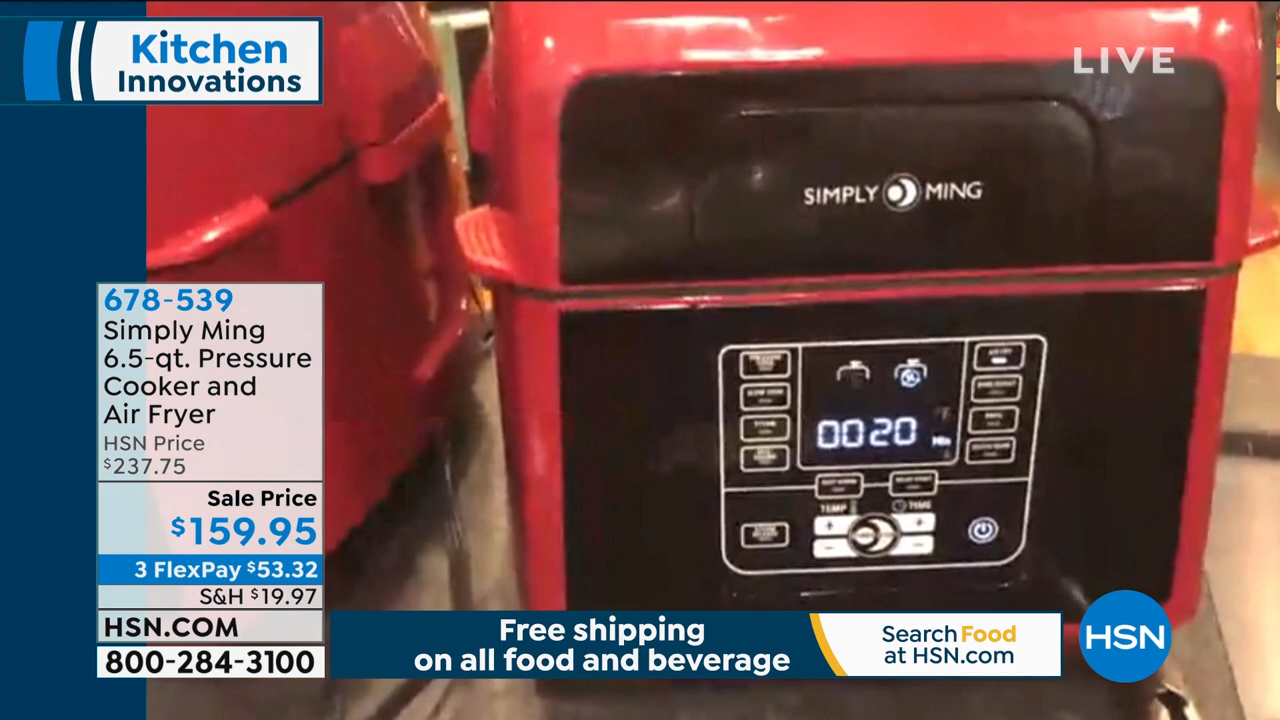 Kitchen
Innovations
LIVE
SIMPLY MING
678-539
Simply Ming
6.5-qt. Pressure
Cooker and
Air Fryer
HSN Price
$237.75
Sale Price
$159.95
3 FlexPay $53.32
S&H $19.97
HSN.COM
800-284-3100
0020
Min
TEMP
TIME
Free shipping
on all food and beverage
Search Food
at HSN.com
HSN